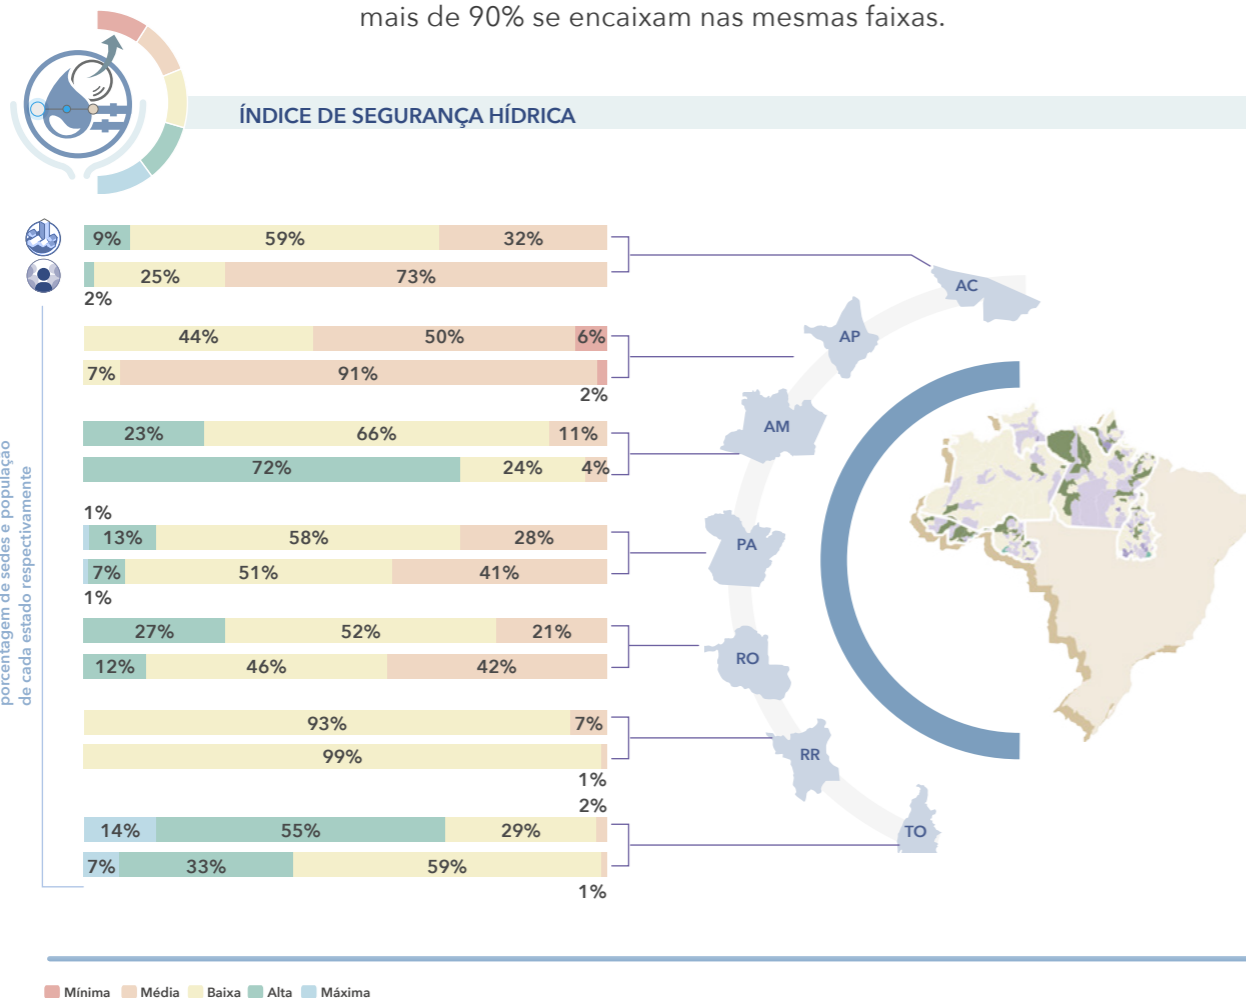 mais de 90% se encaixam nas mesmas faixas.
ÍNDICE DE SEGURANÇA HÍDRICA
porcentagem de sedes e população
de cada estado respectivamente
9% 59% 32%
25% 73%
2%
AC
44% 50% 6%
7% 91%
2%
AP
23% 66% 11%
72% 24% 4%
AM
1%
13% 58% 28%
7% 51% 41%
1%
PA
27% 52% 21%
12% 46% 42%
RO
93% 7%
99%
1%
RR
2%
14% 55% 29%
7% 33% 59%
1%
TO
Mínima Média Baixa Alta Máxima